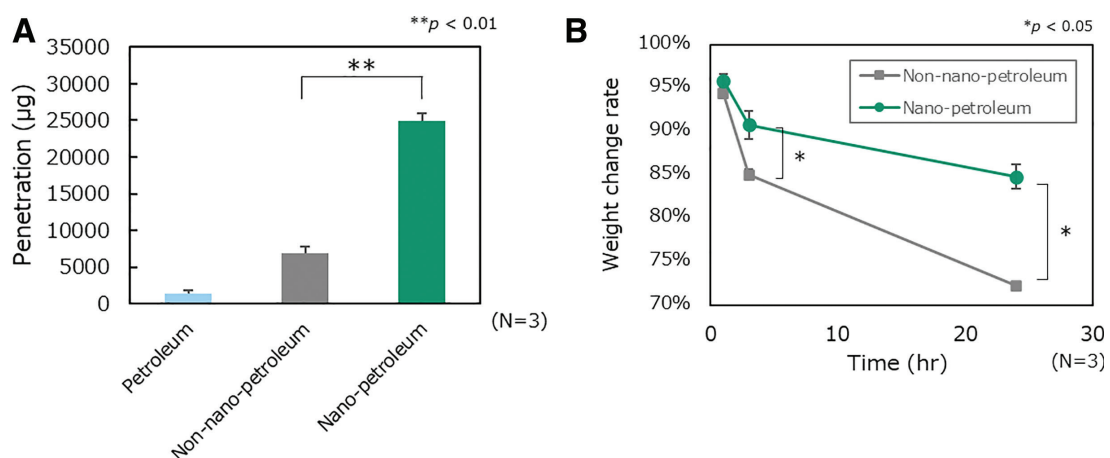 A
**p < 0.01
35000
30000
25000
20000
15000
10000
5000
0
Penetration (µg)
**
Petroleum
Non-nano-petroleum
Nano-petroleum
(N=3)
B
*p < 0.05
100%
95%
90%
85%
80%
75%
70%
Weight change rate
Non-nano-petroleum
Nano-petroleum
*
*
0
10
20
30
Time (hr)
(N=3)